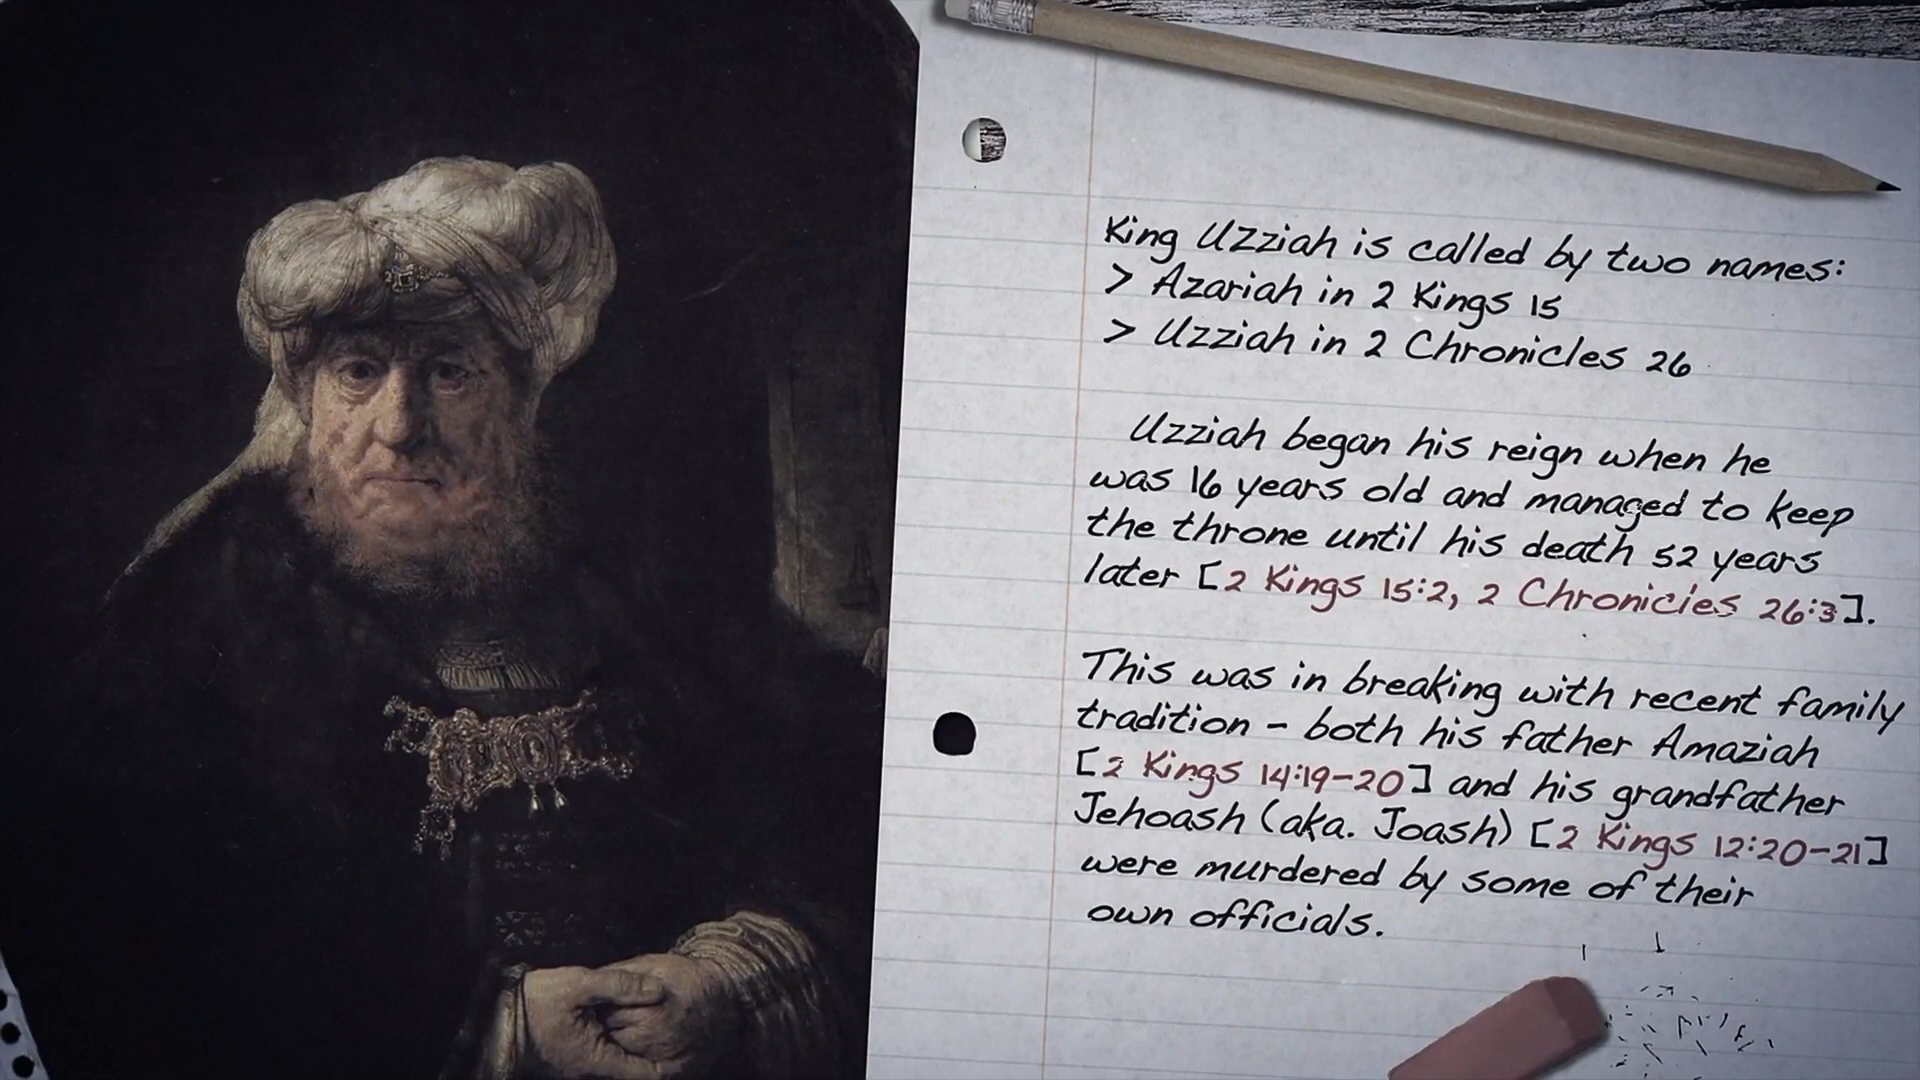 King Uzziah is called by two names:
> Azariah in 2 Kings 15
> Uzziah in 2 Chronicles 26
Uzziah began his reign when he
was 16 years old and managed to keep
the throne until his death 52 years
later [2 Kings 15:2, 2 Chronicies 26:3].
This was in breaking with recent family
tradition - both his father Amaziah
[2 Kings 14:19-20] and his grandfather
Jehoash (aka. Joash) [2 Kings 12:20-21]
were murdered by some of their
own officials.